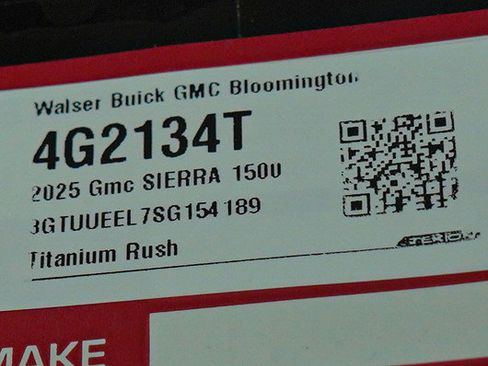 Walser Buick GMC Bloomington
4G2134T
2025 Gmc SIERRA 1500
3GTUUEEL7SG154189
Titanium Rush
MAKE